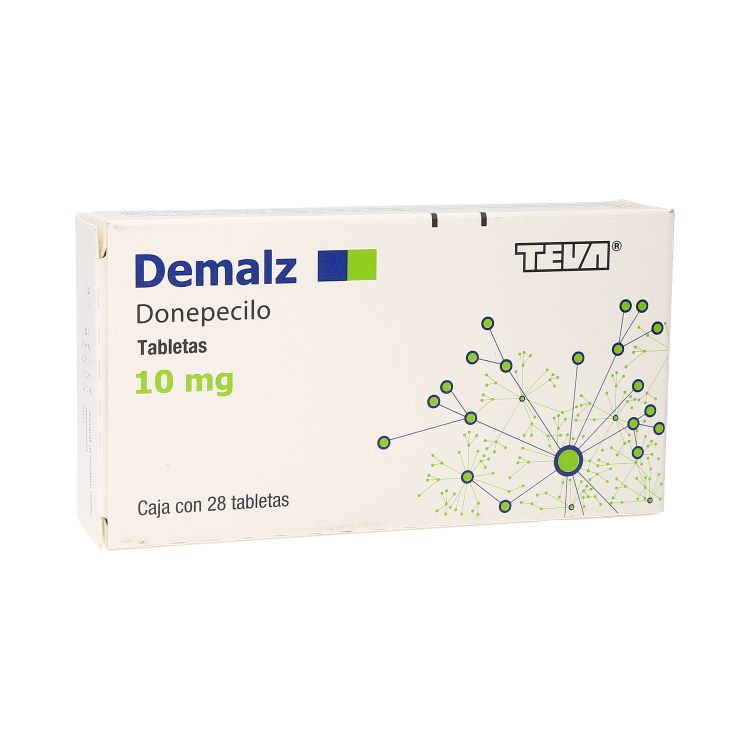 Demalz
TEVA®
Donepecilo
Tabletas
10 mg
Caja con 28 tabletas